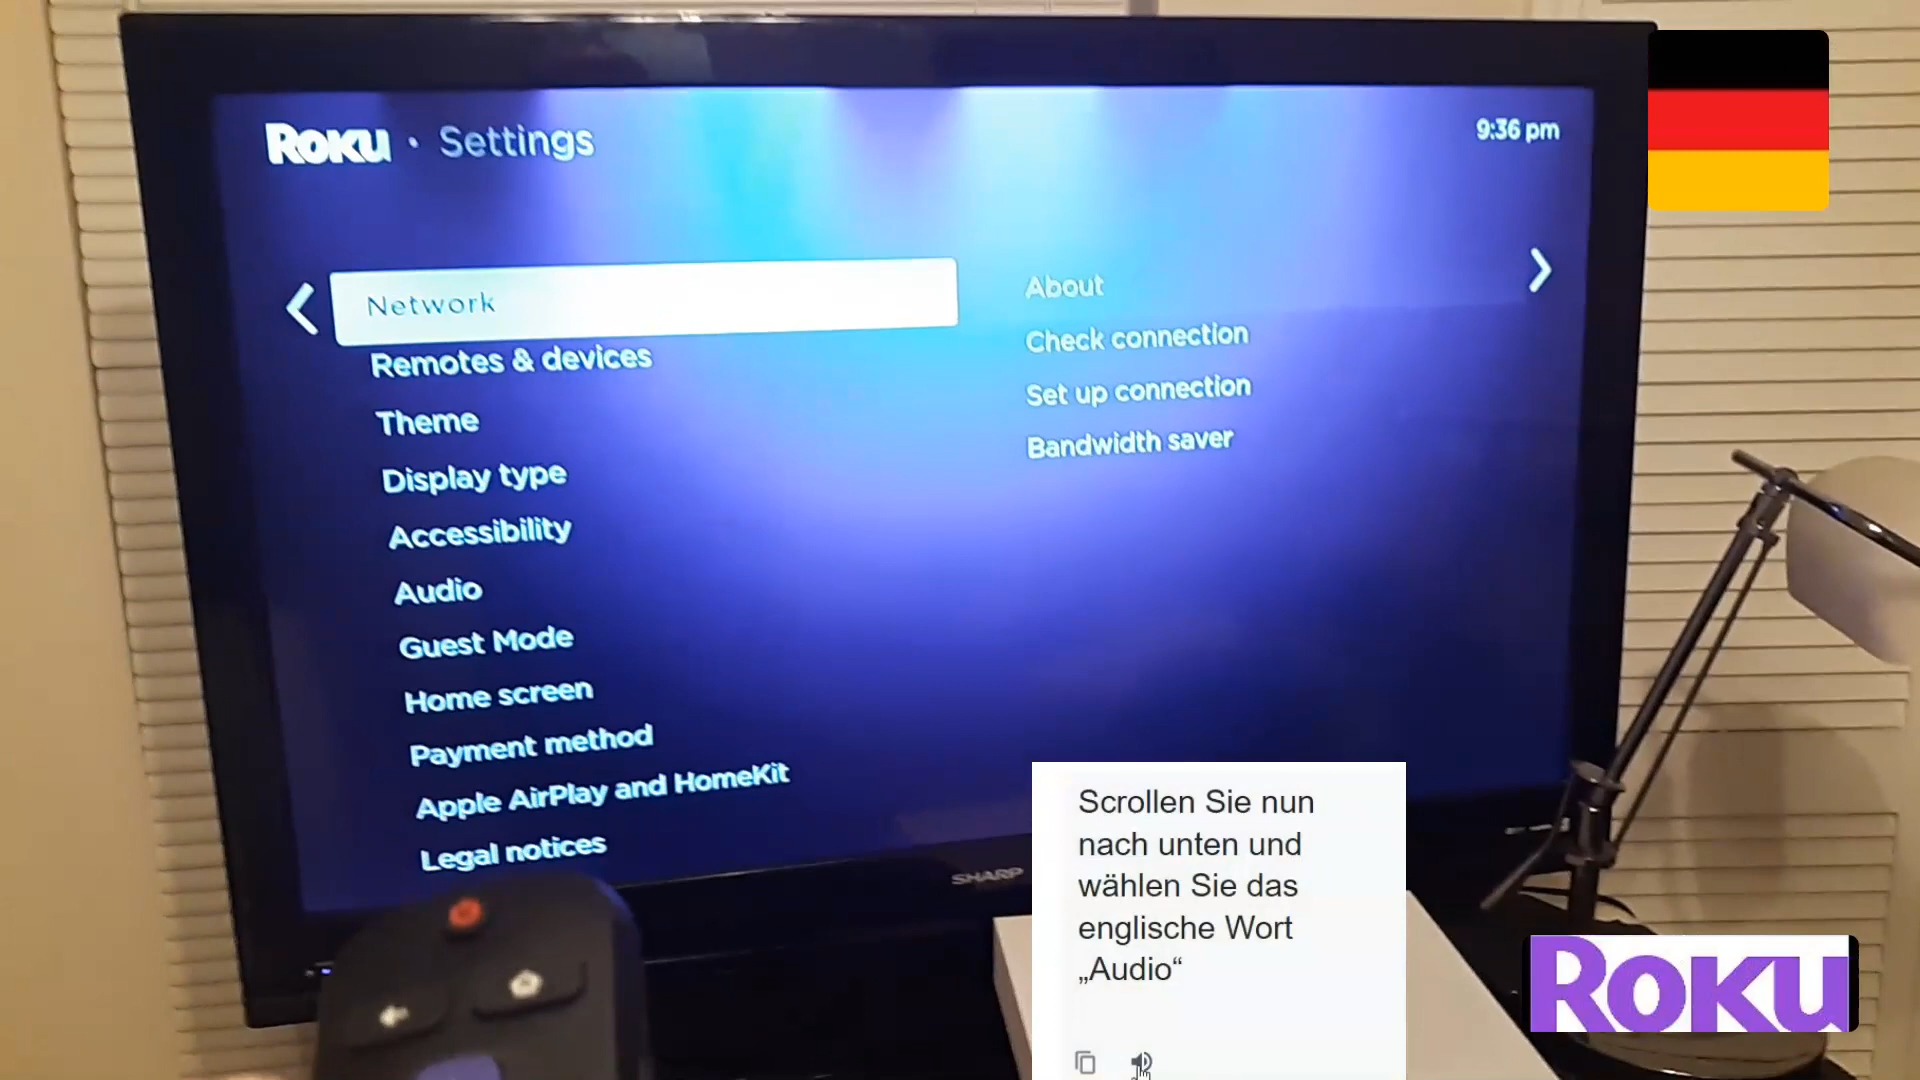 Roku • Settings
9:36 pm
Network
Remotes & devices
Theme
Display type
Accessibility
Audio
Guest Mode
Home screen
Payment method
Apple AirPlay and HomeKit
Legal notices
About
Check connection
Set up connection
Bandwidth saver
SHARP
Scrollen Sie nun
nach unten und
wählen Sie das
englische Wort
„Audio“
Roku